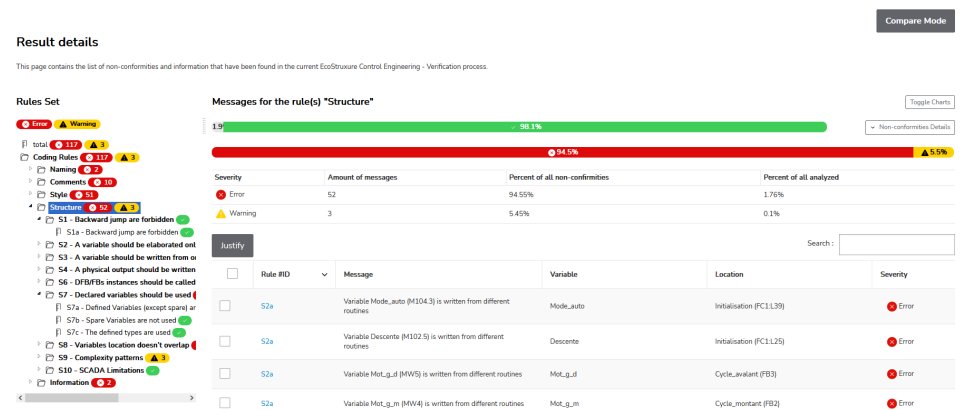 Compare Mode
Result details
This page contains the list of non-conformities and information that have been found in the current EcoStruxure Control Engineering - Verification process.
Rules Set
Error Warning
total 117 3
Coding Rules 117 3
Naming 2
Comments 10
Style 51
Structure 52 3
S1 - Backward jump are forbidden
S1a - Backward jump are forbidden
S2 - A variable should be elaborated onl
S3 - A variable should be written from o
S4 - A physical output should be written
S6 - DFB/FBs instances should be called
S7 - Declared variables should be used
S7a - Defined Variables (except spare) ar
S7b - Spare Variables are not used
S7c - The defined types are used
S8 - Variables location doesn't overlap
S9 - Complexity patterns 3
S10 - SCADA Limitations
Information 2
Messages for the rule(s) "Structure"
Toggle Charts
1.9 98.1%
Non-conformities Details
94.5% 5.5%
Severity Amount of messages Percent of all non-confirmities Percent of all analyzed
Error 52 94.55% 1.76%
Warning 3 5.45% 0.1%
Justify
Search :
Rule #ID Message Variable Location Severity
S2a Variable Mode_auto (M104.3) is written from different routines Mode_auto Initialisation (FC1:L39) Error
S2a Variable Descente (M102.5) is written from different routines Descente Initialisation (FC1:L25) Error
S2a Variable Mot_g_d (MW5) is written from different routines Mot_g_d Cycle_avalant (FB3) Error
S2a Variable Mot_g_m (MW4) is written from different routines Mot_g_m Cycle_montant (FB2) Error